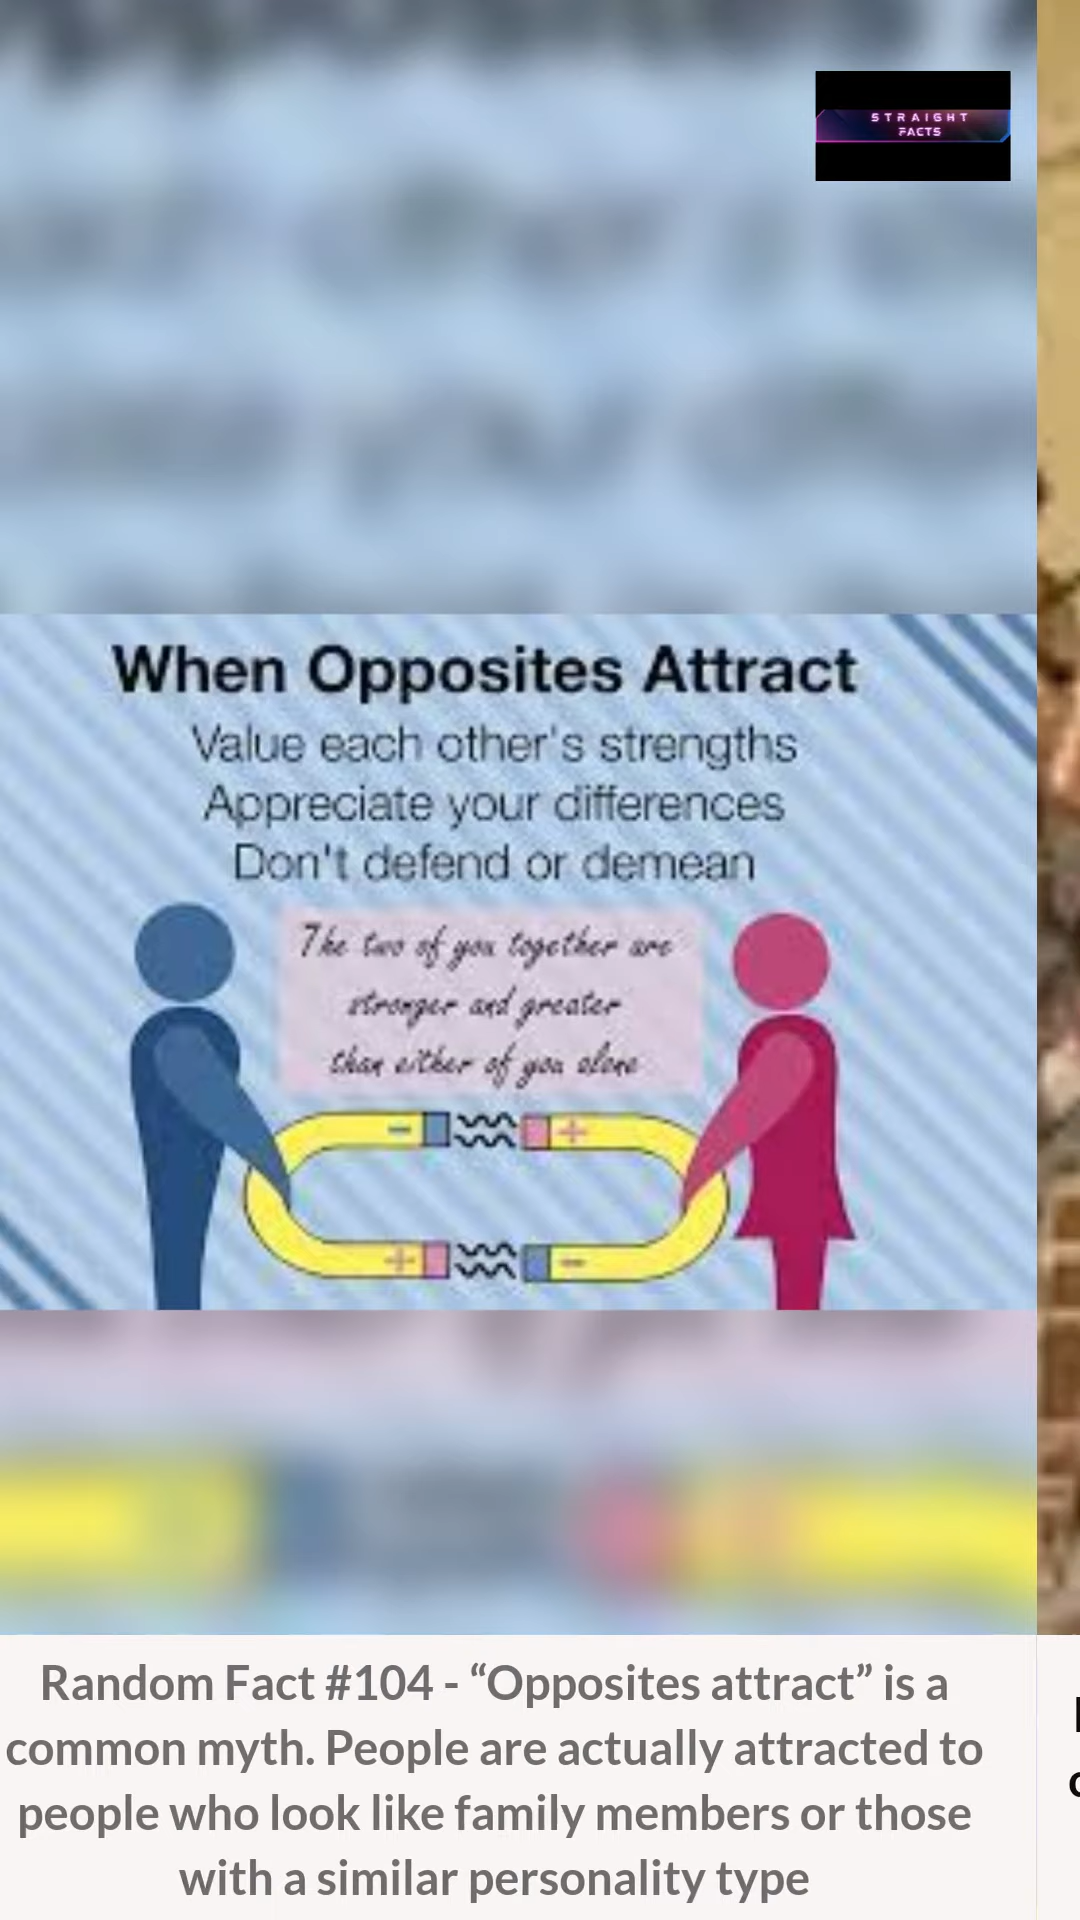 STRAIGHT
FACTS
When Opposites Attract
Value each other's strengths
Appreciate your differences
Don't defend or demean
The two of you together are
stronger and greater
than either of you alone
- +
+ -
Random Fact #104 - “Opposites attract” is a
common myth. People are actually attracted to
people who look like family members or those
with a similar personality type